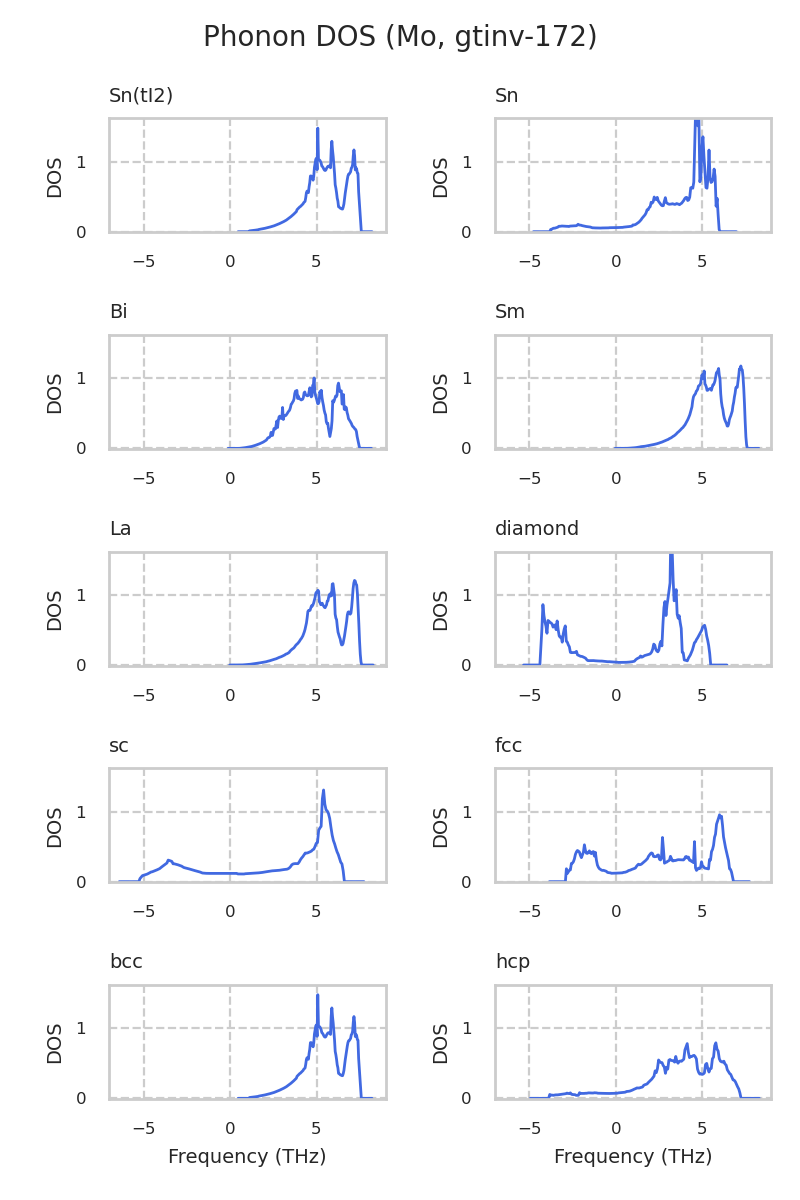 Phonon DOS (Mo, gtinv-172)
Sn(tI2)
Sn
DOS
1
0
−5 0 5
DOS
1
0
−5 0 5
Bi
Sm
DOS
1
0
−5 0 5
DOS
1
0
−5 0 5
La
diamond
DOS
1
0
−5 0 5
DOS
1
0
−5 0 5
sc
fcc
DOS
1
0
−5 0 5
DOS
1
0
−5 0 5
bcc
hcp
DOS
1
0
−5 0 5
Frequency (THz)
DOS
1
0
−5 0 5
Frequency (THz)